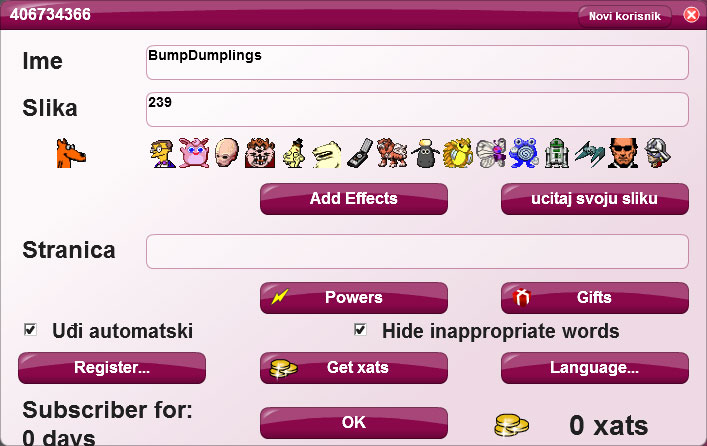 406734366
Novi korisnik
Ime
BumpDumplings
Slika
239
Add Effects
ucitaj svoju sliku
Stranica
Powers
Gifts
Uđi automatski
Hide inappropriate words
Register...
Get xats
Language...
Subscriber for:
0 days
OK
0 xats